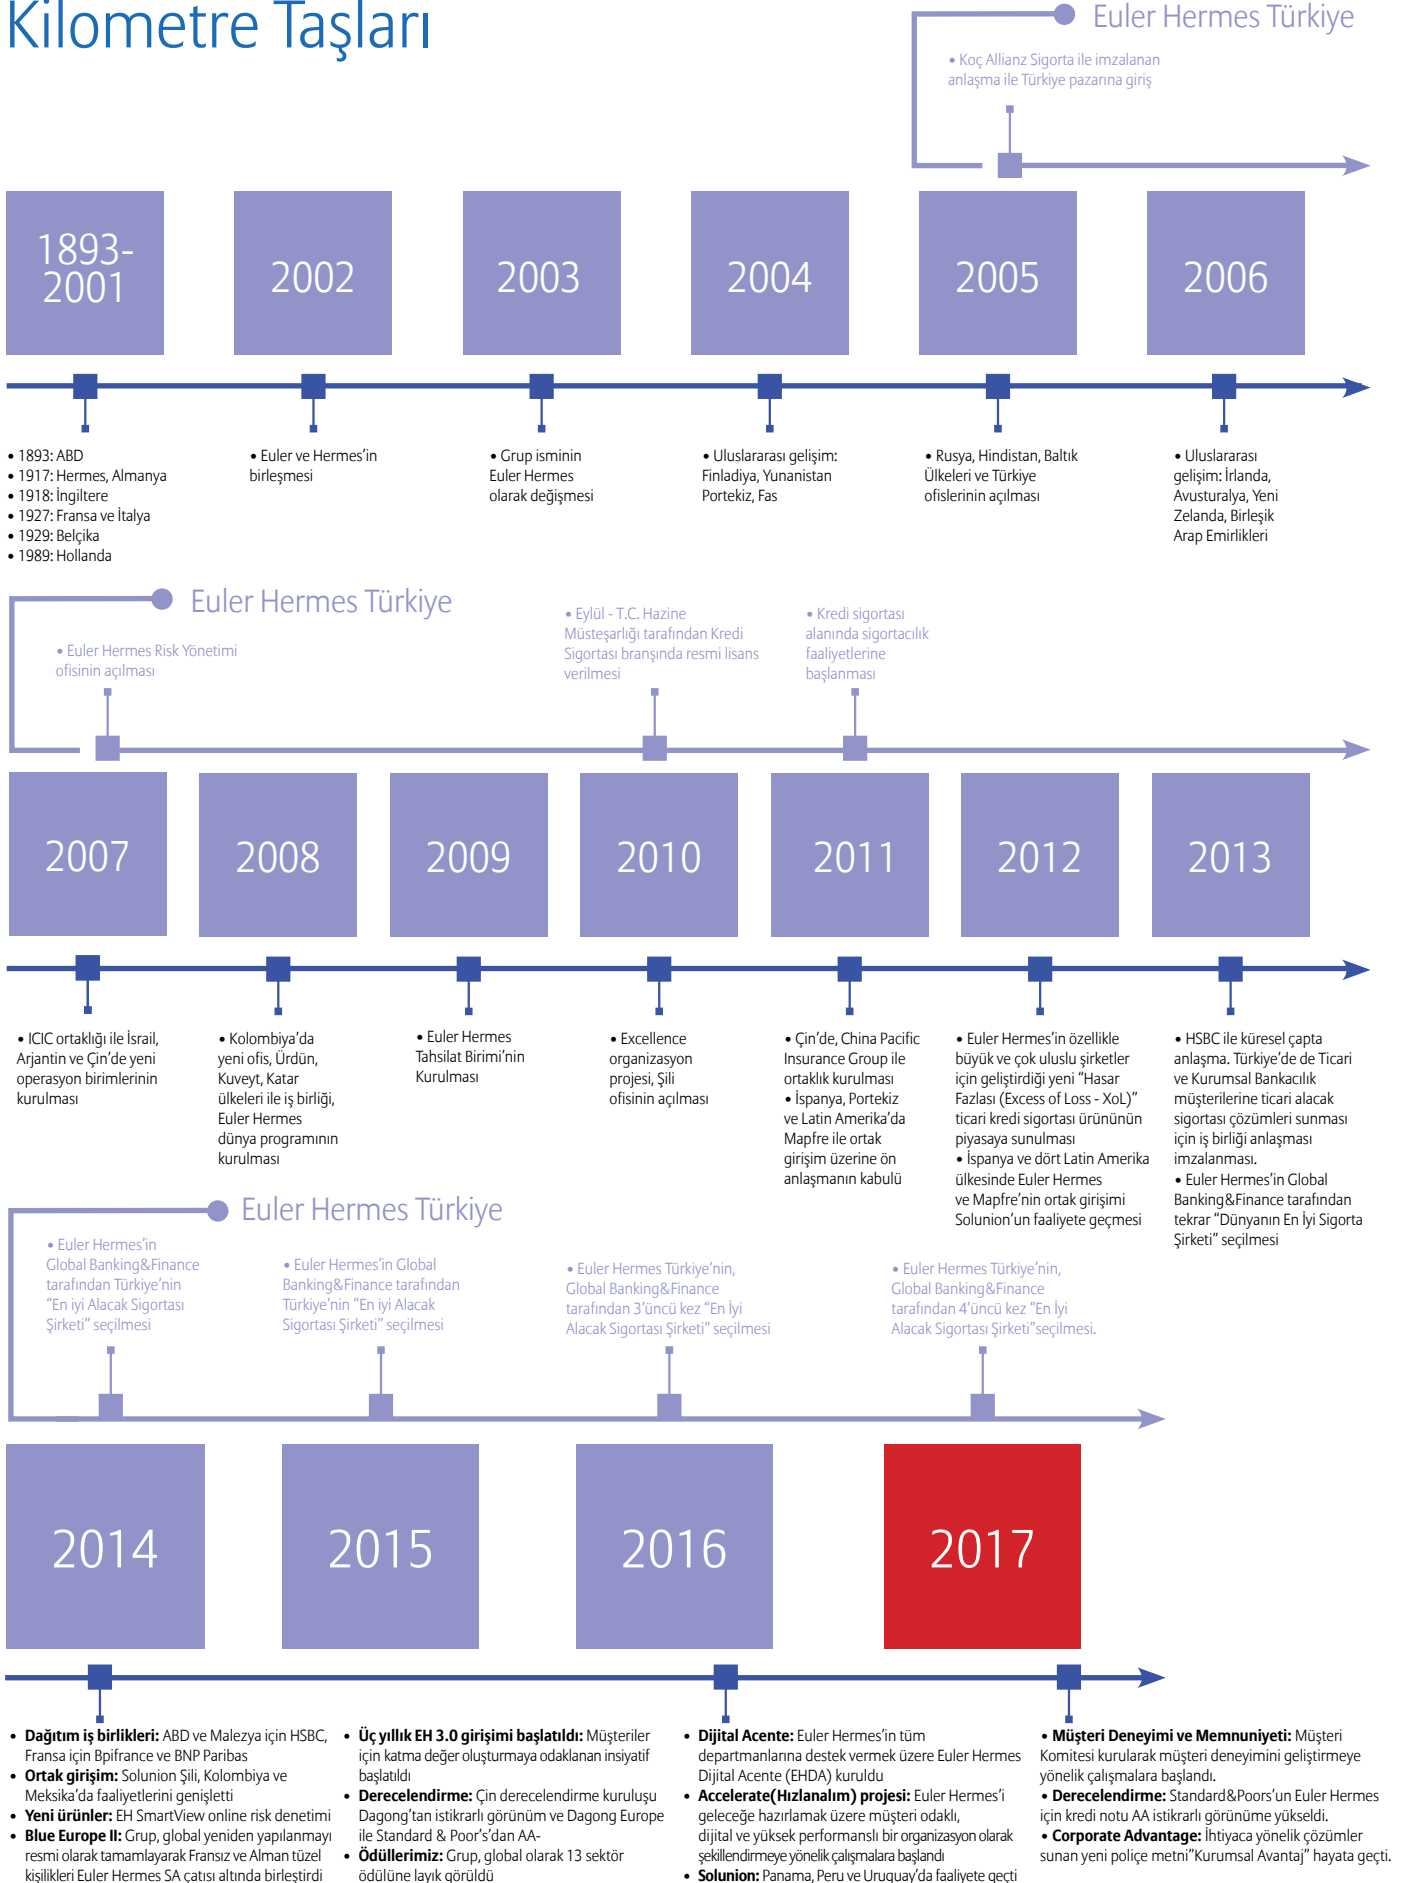 Kilometre Taşları
Euler Hermes Türkiye
• Koç Allianz Sigorta ile imzalanan
anlaşma ile Türkiye pazarına giriş
1893-
2001
2002
2003
2004
2005
2006
• 1893: ABD
• 1917: Hermes, Almanya
• 1918: İngiltere
• 1927: Fransa ve İtalya
• 1929: Belçika
• 1989: Hollanda
• Euler ve Hermes’in
birleşmesi
• Grup isminin
Euler Hermes
olarak değişmesi
• Uluslararası gelişim:
Finladiya, Yunanistan
Portekiz, Fas
• Rusya, Hindistan, Baltık
Ülkeleri ve Türkiye
ofislerinin açılması
• Uluslararası
gelişim: İrlanda,
Avusturalya, Yeni
Zelanda, Birleşik
Arap Emirlikleri
Euler Hermes Türkiye
• Euler Hermes Risk Yönetimi
ofisinin açılması
• Eylül - T.C. Hazine
Müsteşarlığı tarafından Kredi
Sigortası branşında resmi lisans
verilmesi
• Kredi sigortası
alanında sigortacılık
faaliyetlerine
başlanması
2007
2008
2009
2010
2011
2012
2013
• ICIC ortaklığı ile İsrail,
Arjantin ve Çin’de yeni
operasyon birimlerinin
kurulması
• Kolombiya’da
yeni ofis, Ürdün,
Kuveyt, Katar
ülkeleri ile iş birliği,
Euler Hermes
dünya programının
kurulması
• Euler Hermes
Tahsilat Birimi’nin
Kurulması
• Excellence
organizasyon
projesi, Şili
ofisinin açılması
• Çin’de, China Pacific
Insurance Group ile
ortaklık kurulması
• İspanya, Portekiz
ve Latin Amerika’da
Mapfre ile ortak
girişim üzerine ön
anlaşmanın kabulü
• Euler Hermes’in özellikle
büyük ve çok uluslu şirketler
için geliştirdiği yeni “Hasar
Fazlası (Excess of Loss - XoL)”
ticari kredi sigortası ürününün
piyasaya sunulması
• İspanya ve dört Latin Amerika
ülkesinde Euler Hermes
ve Mapfre’nin ortak girişimi
Solunion’un faaliyete geçmesi
• HSBC ile küresel çapta
anlaşma. Türkiye’de de Ticari
ve Kurumsal Bankacılık
müşterilerine ticari alacak
sigortası çözümleri sunması
için iş birliği anlaşması
imzalanması.
• Euler Hermes’in Global
Banking&Finance tarafından
tekrar “Dünyanın En İyi Sigorta
Şirketi” seçilmesi
Euler Hermes Türkiye
• Euler Hermes’in
Global Banking&Finance
tarafından Türkiye’nin
“En iyi Alacak Sigortası
Şirketi” seçilmesi
• Euler Hermes’in Global
Banking&Finance tarafından
Türkiye’nin “En iyi Alacak
Sigortası Şirketi” seçilmesi
• Euler Hermes Türkiye’nin,
Global Banking&Finance
tarafından 3’üncü kez “En İyi
Alacak Sigortası Şirketi” seçilmesi
• Euler Hermes Türkiye’nin,
Global Banking&Finance
tarafından 4’üncü kez “En İyi
Alacak Sigortası Şirketi”seçilmesi.
2014
2015
2016
2017
• Dağıtım iş birlikleri: ABD ve Malezya için HSBC,
Fransa için Bpifrance ve BNP Paribas
• Ortak girişim: Solunion Şili, Kolombiya ve
Meksika’da faaliyetlerini genişletti
• Yeni ürünler: EH SmartView online risk denetimi
• Blue Europe II: Grup, global yeniden yapılanmayı
resmi olarak tamamlayarak Fransız ve Alman tüzel
kişilikleri Euler Hermes SA çatısı altında birleştirdi
• Üç yıllık EH 3.0 girişimi başlatıldı: Müşteriler
için katma değer oluşturmaya odaklanan insiyatif
başlatıldı
• Derecelendirme: Çin derecelendirme kuruluşu
Dagong’tan istikrarlı görünüm ve Dagong Europe
ile Standard & Poor’s’dan AA-
• Ödüllerimiz: Grup, global olarak 13 sektör
ödülüne layık görüldü
• Dijital Acente: Euler Hermes’in tüm
departmanlarına destek vermek üzere Euler Hermes
Dijital Acente (EHDA) kuruldu
• Accelerate(Hızlanalım) projesi: Euler Hermes’i
geleceğe hazırlamak üzere müşteri odaklı,
dijital ve yüksek performanslı bir organizasyon olarak
şekillendirmeye yönelik çalışmalara başlandı
• Solunion: Panama, Peru ve Uruguay’da faaliyete geçti
• Müşteri Deneyimi ve Memnuniyeti: Müşteri
Komitesi kurularak müşteri deneyimini geliştirmeye
yönelik çalışmalara başlandı.
• Derecelendirme: Standard&Poors’un Euler Hermes
için kredi notu AA istikrarlı görünüme yükseldi.
• Corporate Advantage: İhtiyaca yönelik çözümler
sunan yeni poliçe metni”Kurumsal Avantaj” hayata geçti.